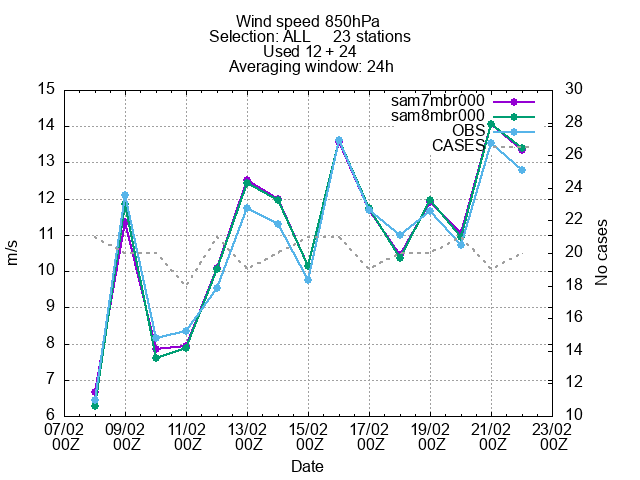 Wind speed 850hPa
Selection: ALL 23 stations
Used 12 + 24
Averaging window: 24h
m/s
15
14
13
12
11
10
9
8
7
6
sam7mbr000
sam8mbr000
OBS
CASES
30
28
26
24
22
20
18
16
14
12
10
No cases
07/02 09/02 11/02 13/02 15/02 17/02 19/02 21/02 23/02
00Z 00Z 00Z 00Z 00Z 00Z 00Z 00Z 00Z
Date